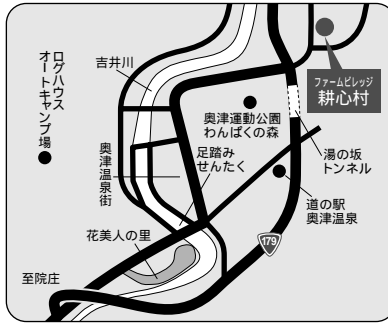 ログハウス
オートキャンプ場
吉井川
ファームビレッジ
耕心村
奥津運動公園
わんぱくの森
足踏み
せんたく
湯の坂
トンネル
奥津温泉街
道の駅
奥津温泉
花美人の里
179
至院庄